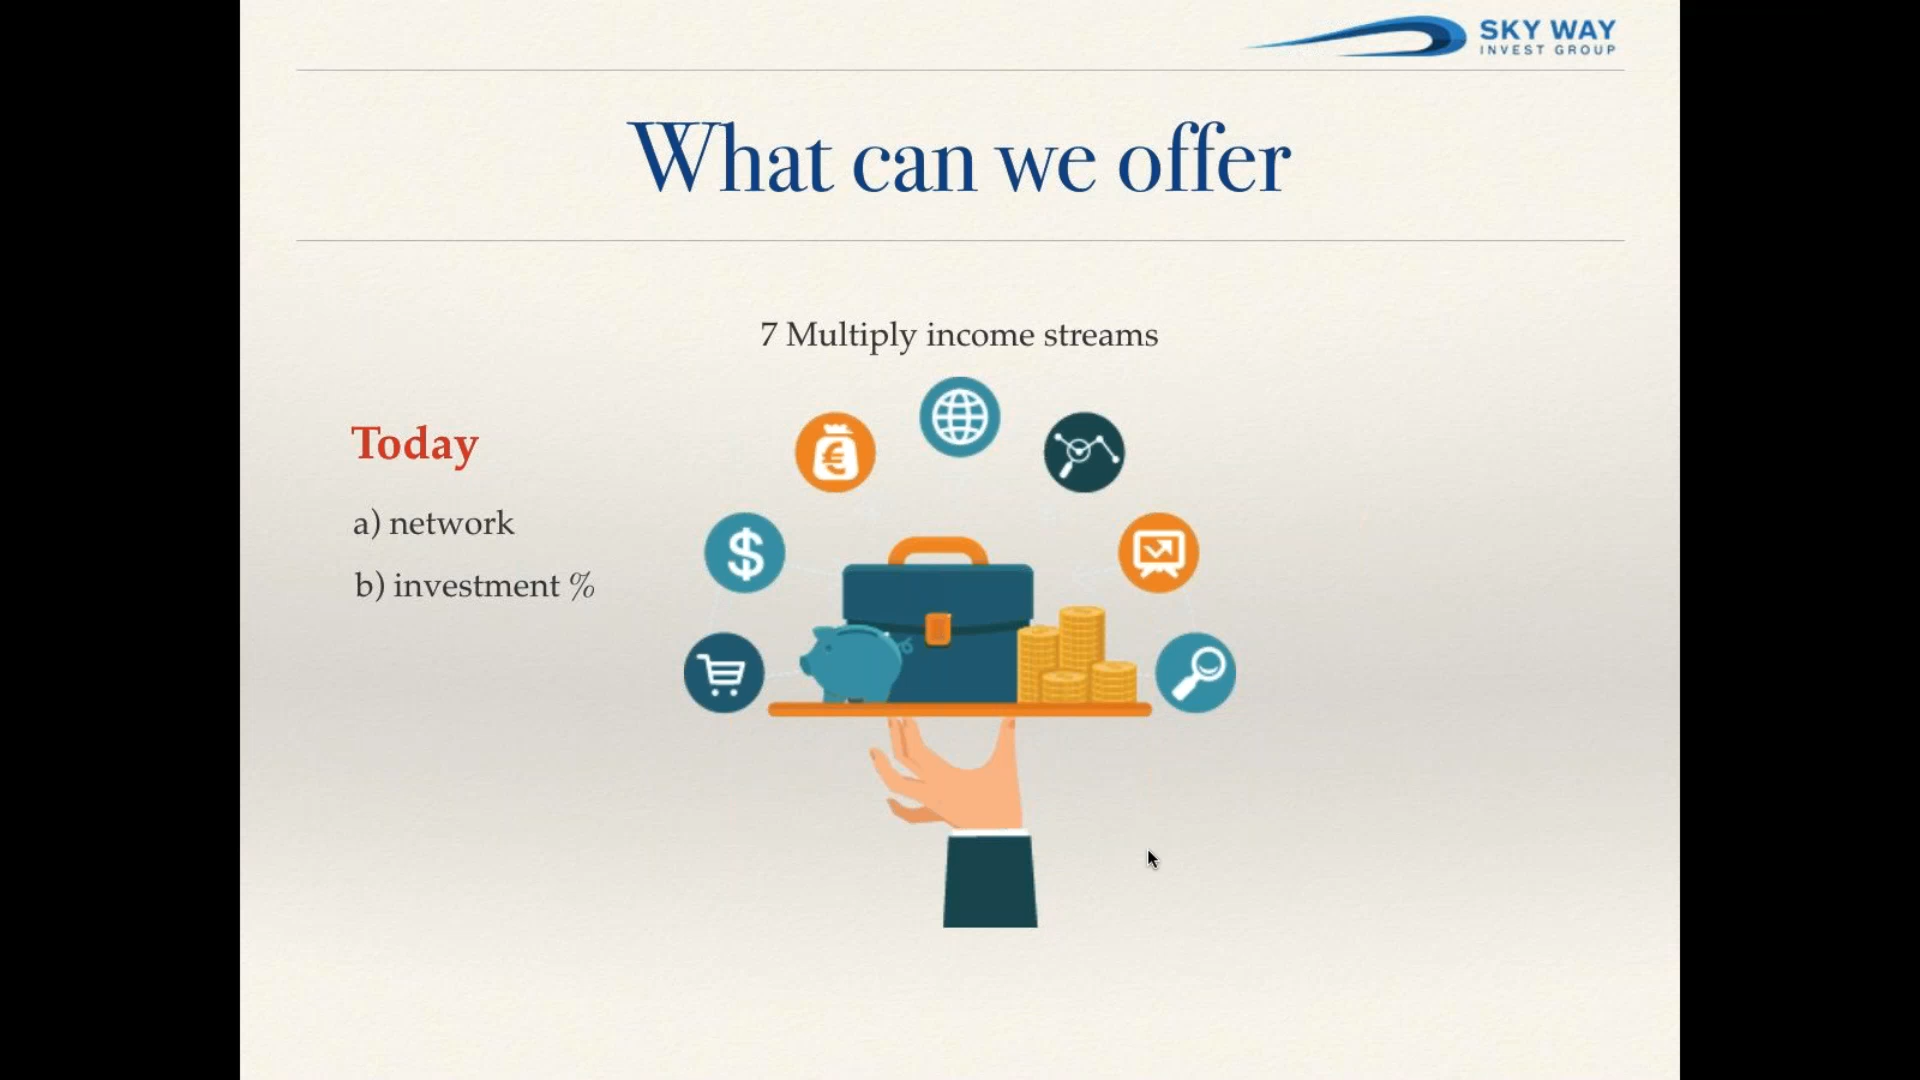 SKY WAY
INVEST GROUP
What can we offer
7 Multiply income streams
Today
a) network
b) investment %